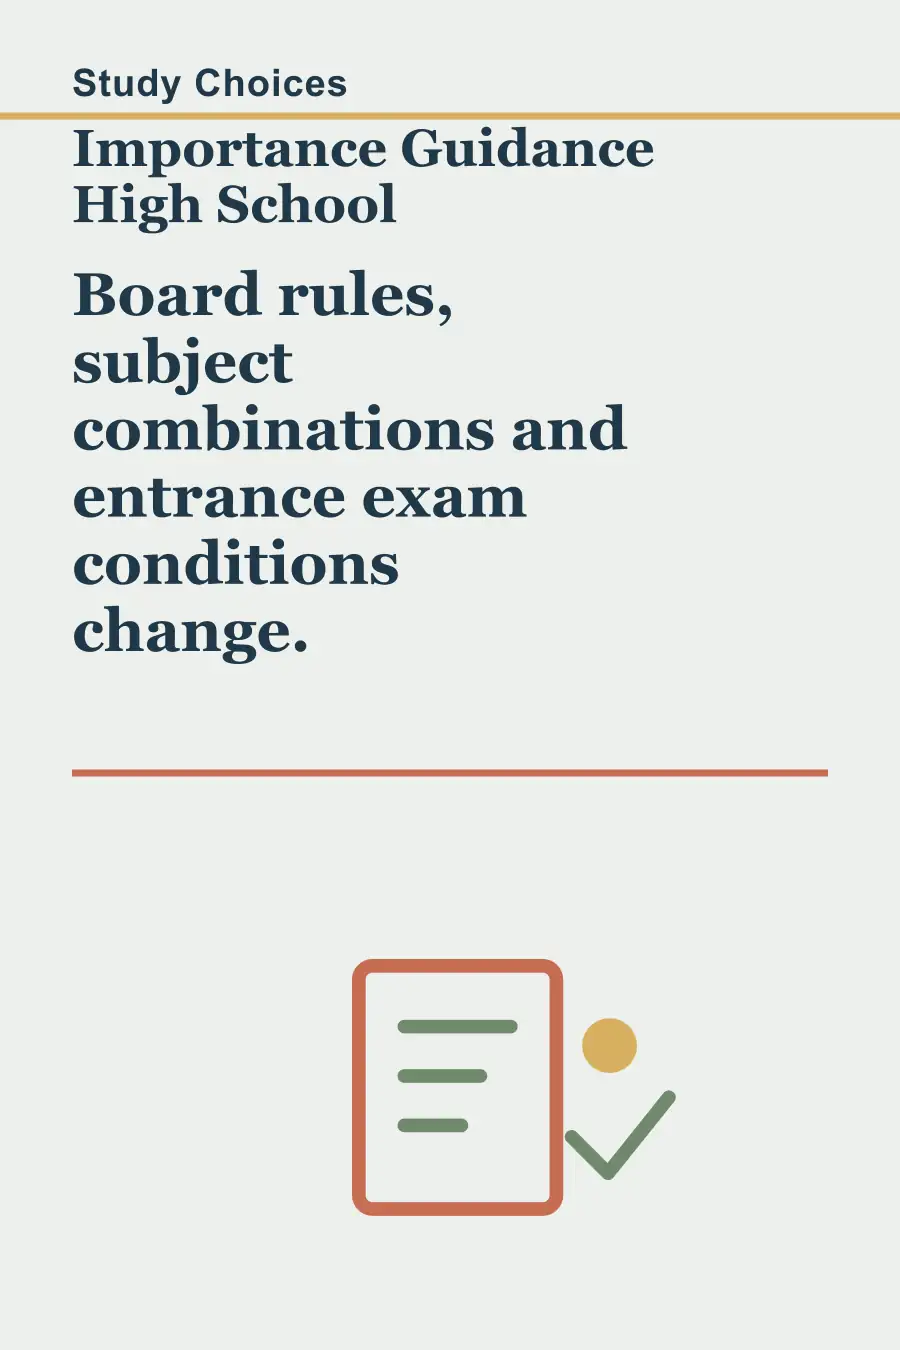 Study Choices
Importance Guidance
High School
Board rules,
subject
combinations and
entrance exam
conditions
change.